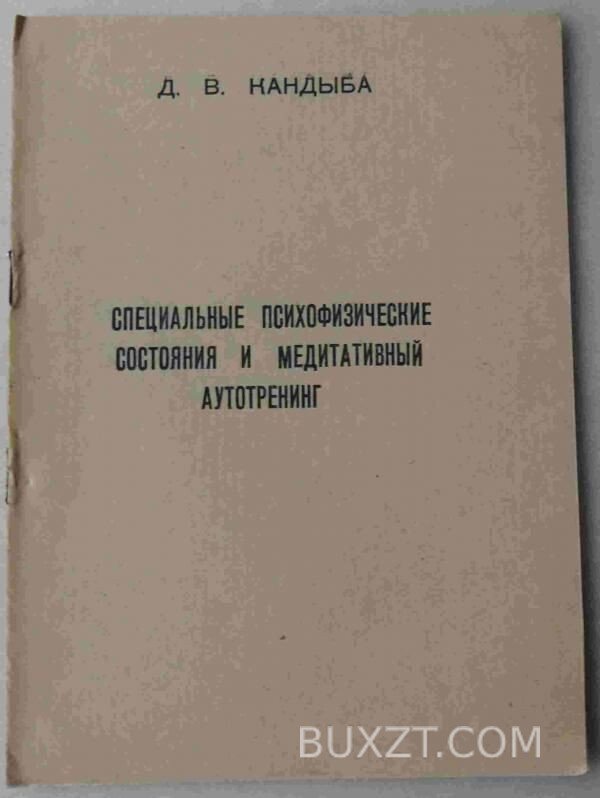 Д. В. КАНДЫБА
СПЕЦИАЛЬНЫЕ ПСИХОФИЗИЧЕСКИЕ
СОСТОЯНИЯ И МЕДИТАТИВНЫЙ
АУТОТРЕНИНГ
BUXZT.COM